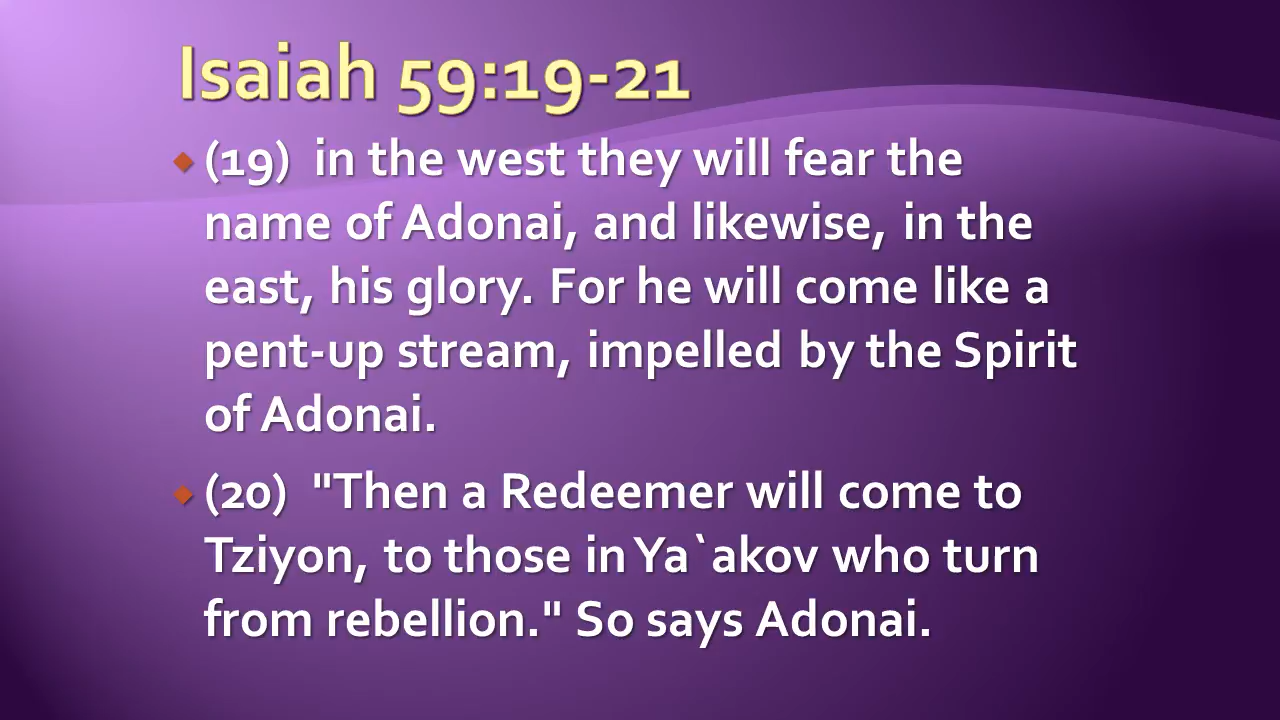 Isaiah 59:19-21
(19) in the west they will fear the
name of Adonai, and likewise, in the
east, his glory. For he will come like a
pent-up stream, impelled by the Spirit
of Adonai.
(20) "Then a Redeemer will come to
Tziyon, to those in Ya`akov who turn
from rebellion." So says Adonai.